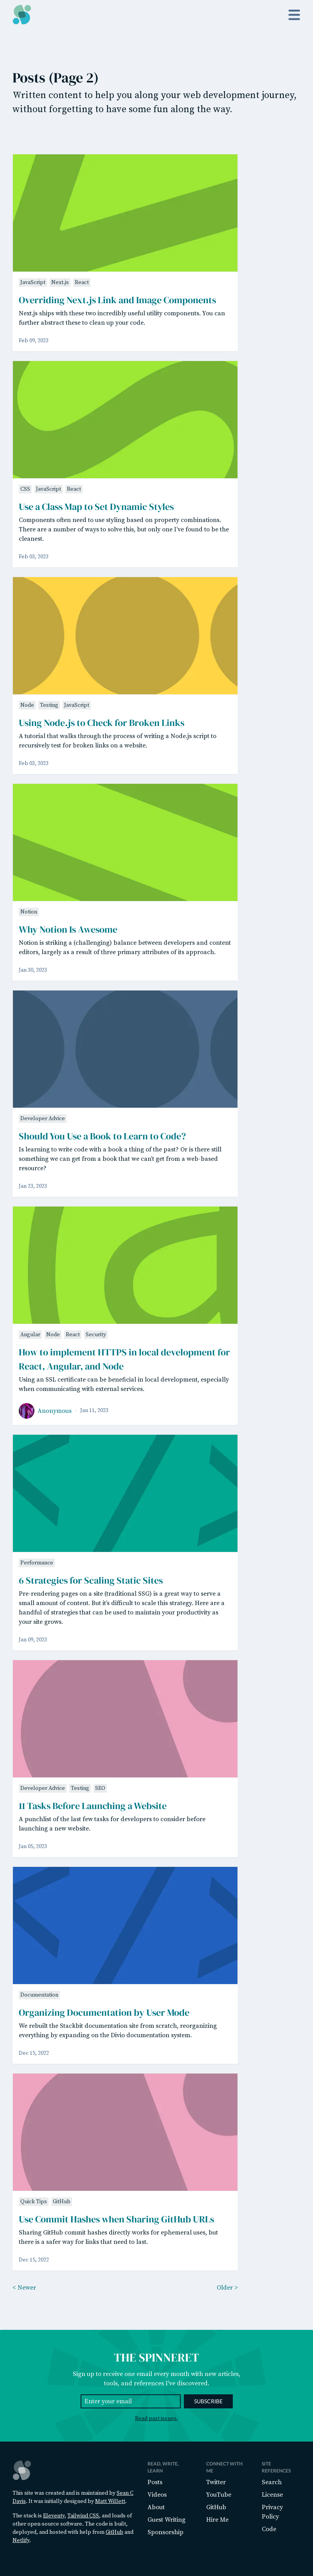 Posts (Page 2)
Written content to help you along your web development journey,
without forgetting to have some fun along the way.
JavaScript Next.js React
Overriding Next.js Link and Image Components
Next.js ships with these two incredibly useful utility components. You can
further abstract these to clean up your code.
Feb 09, 2023
CSS JavaScript React
Use a Class Map to Set Dynamic Styles
Components often need to use styling based on property combinations.
There are a number of ways to solve this, but only one I've found to be the
cleanest.
Feb 03, 2023
Node Testing JavaScript
Using Node.js to Check for Broken Links
A tutorial that walks through the process of writing a Node.js script to
recursively test for broken links on a website.
Feb 03, 2023
Notion
Why Notion Is Awesome
Notion is striking a (challenging) balance between developers and content
editors, largely as a result of three primary attributes of its approach.
Jan 30, 2023
Developer Advice
Should You Use a Book to Learn to Code?
Is learning to write code with a book a thing of the past? Or is there still
something we can get from a book that we can't get from a web-based
resource?
Jan 23, 2023
Angular Node React Security
How to implement HTTPS in local development for
React, Angular, and Node
Using an SSL certificate can be beneficial in local development, especially
when communicating with external services.
Anonymous · Jan 11, 2023
Performance
6 Strategies for Scaling Static Sites
Pre-rendering pages on a site (traditional SSG) is a great way to serve a
small amount of content. But it's difficult to scale this strategy. Here are a
handful of strategies that can be used to maintain your productivity as
your site grows.
Jan 09, 2023
Developer Advice Testing SEO
11 Tasks Before Launching a Website
A punchlist of the last few tasks for developers to consider before
launching a new website.
Jan 05, 2023
Documentation
Organizing Documentation by User Mode
We rebuilt the Stackbit documentation site from scratch, reorganizing
everything by expanding on the Divio documentation system.
Dec 15, 2022
Quick Tips GitHub
Use Commit Hashes when Sharing GitHub URLs
Sharing GitHub commit hashes directly works for ephemeral uses, but
there is a safer way for links that need to last.
Dec 15, 2022
< Newer
Older >
THE SPINNERET
Sign up to receive one email every month with new articles,
tools, and references I've discovered.
Enter your email
SUBSCRIBE
Read past issues.
This site was created and is maintained by Sean C
Davis. It was initially designed by Matt Willett.
The stack is Eleventy, Tailwind CSS, and loads of
other open source software. The code is built,
deployed, and hosted with help from GitHub and
Netlify.
READ, WRITE,
LEARN
Posts
Videos
About
Guest Writing
Sponsorship
CONNECT WITH
ME
Twitter
YouTube
GitHub
Hire Me
SITE
REFERENCES
Search
License
Privacy
Policy
Code